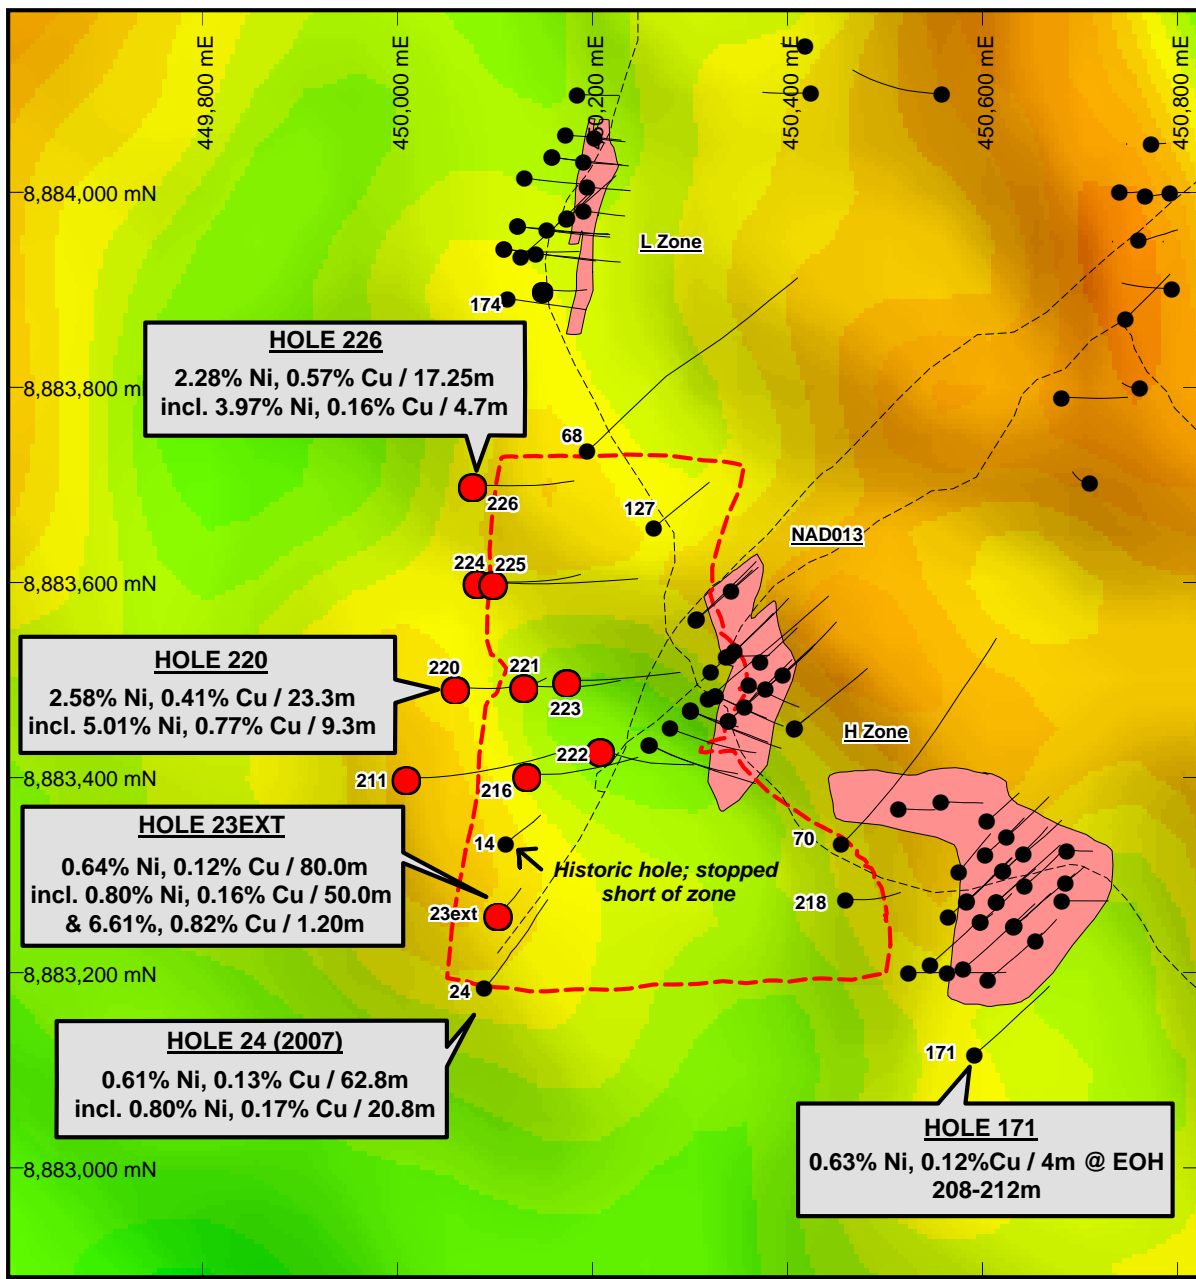 449,800 mE
450,000 mE
450,200 mE
450,400 mE
450,600 mE
450,800 mE
8,884,000 mN
L Zone
174
HOLE 226
2.28% Ni, 0.57% Cu / 17.25m
incl. 3.97% Ni, 0.16% Cu / 4.7m
8,883,800 mN
68
226
127
NAD013
224
225
8,883,600 mN
HOLE 220
2.58% Ni, 0.41% Cu / 23.3m
incl. 5.01% Ni, 0.77% Cu / 9.3m
220
221
223
H Zone
222
8,883,400 mN
211
216
HOLE 23EXT
0.64% Ni, 0.12% Cu / 80.0m
incl. 0.80% Ni, 0.16% Cu / 50.0m
& 6.61%, 0.82% Cu / 1.20m
14
Historic hole; stopped
short of zone
70
218
23ext
8,883,200 mN
24
HOLE 24 (2007)
0.61% Ni, 0.13% Cu / 62.8m
incl. 0.80% Ni, 0.17% Cu / 20.8m
171
HOLE 171
0.63% Ni, 0.12%Cu / 4m @ EOH
208-212m
8,883,000 mN